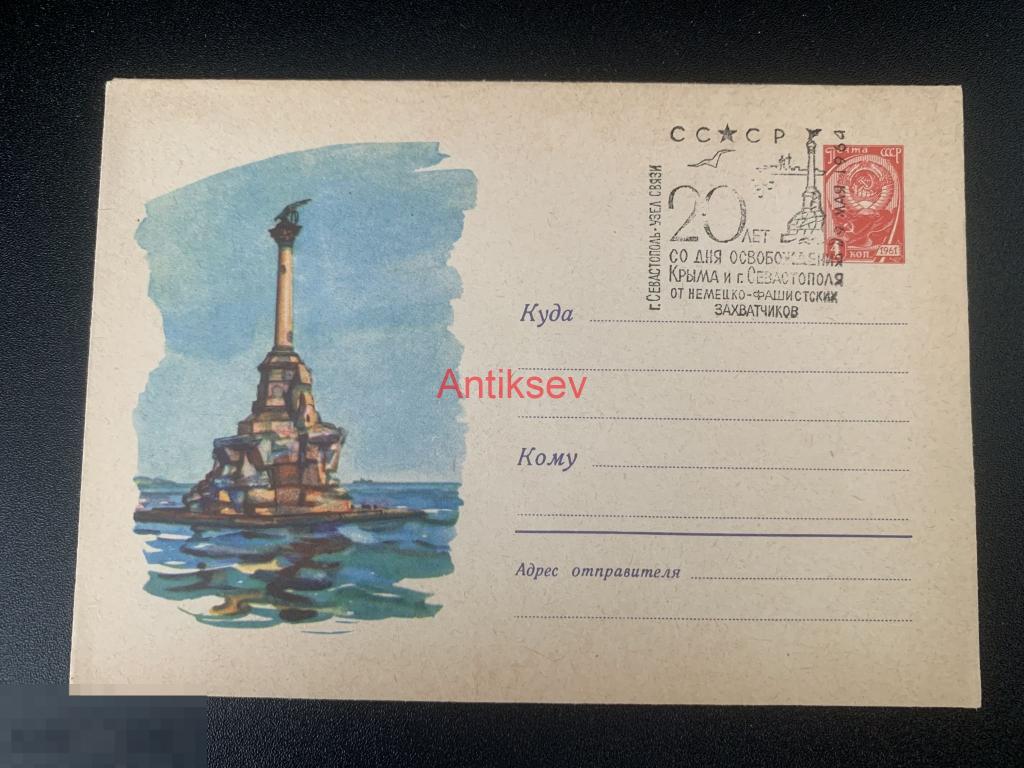 СССР
Почта СССР
г. Севастополь-узел связи
20 ЛЕТ
СО ДНЯ ОСВОБОЖДЕНИЯ
КРЫМА И Г. СЕВАСТОПОЛЯ
ОТ НЕМЕЦКО-ФАШИСТСКИХ
ЗАХВАТЧИКОВ
МАЯ 1964
4 КОП 1961
Куда
Antiksev
Кому
Адрес отправителя